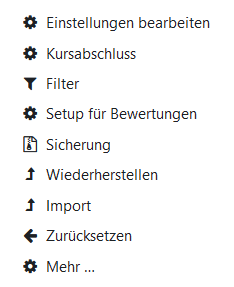 Einstellungen bearbeiten
Kursabschluss
Filter
Setup für Bewertungen
Sicherung
Wiederherstellen
Import
Zurücksetzen
Mehr ...